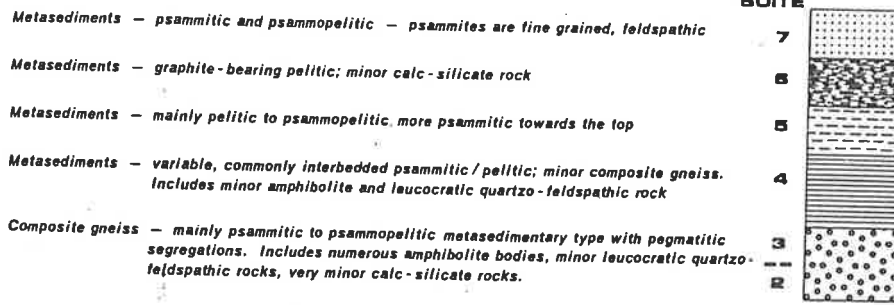 SUITE
Metasediments — psammitic and psammopelitic — psammites are fine grained, feldspathic
7
Metasediments — graphite-bearing pelitic; minor calc-silicate rock
6
Metasediments — mainly pelitic to psammopelitic, more psammitic towards the top
5
Metasediments — variable, commonly interbedded psammitic / pelitic; minor composite gneiss.
Includes minor amphibolite and leucocratic quartzo-feldspathic rock
4
Composite gneiss — mainly psammitic to psammopelitic metasedimentary type with pegmatitic
segregations. Includes numerous amphibolite bodies, minor leucocratic quartzo-
feldspathic rocks, very minor calc-silicate rocks.
3
2